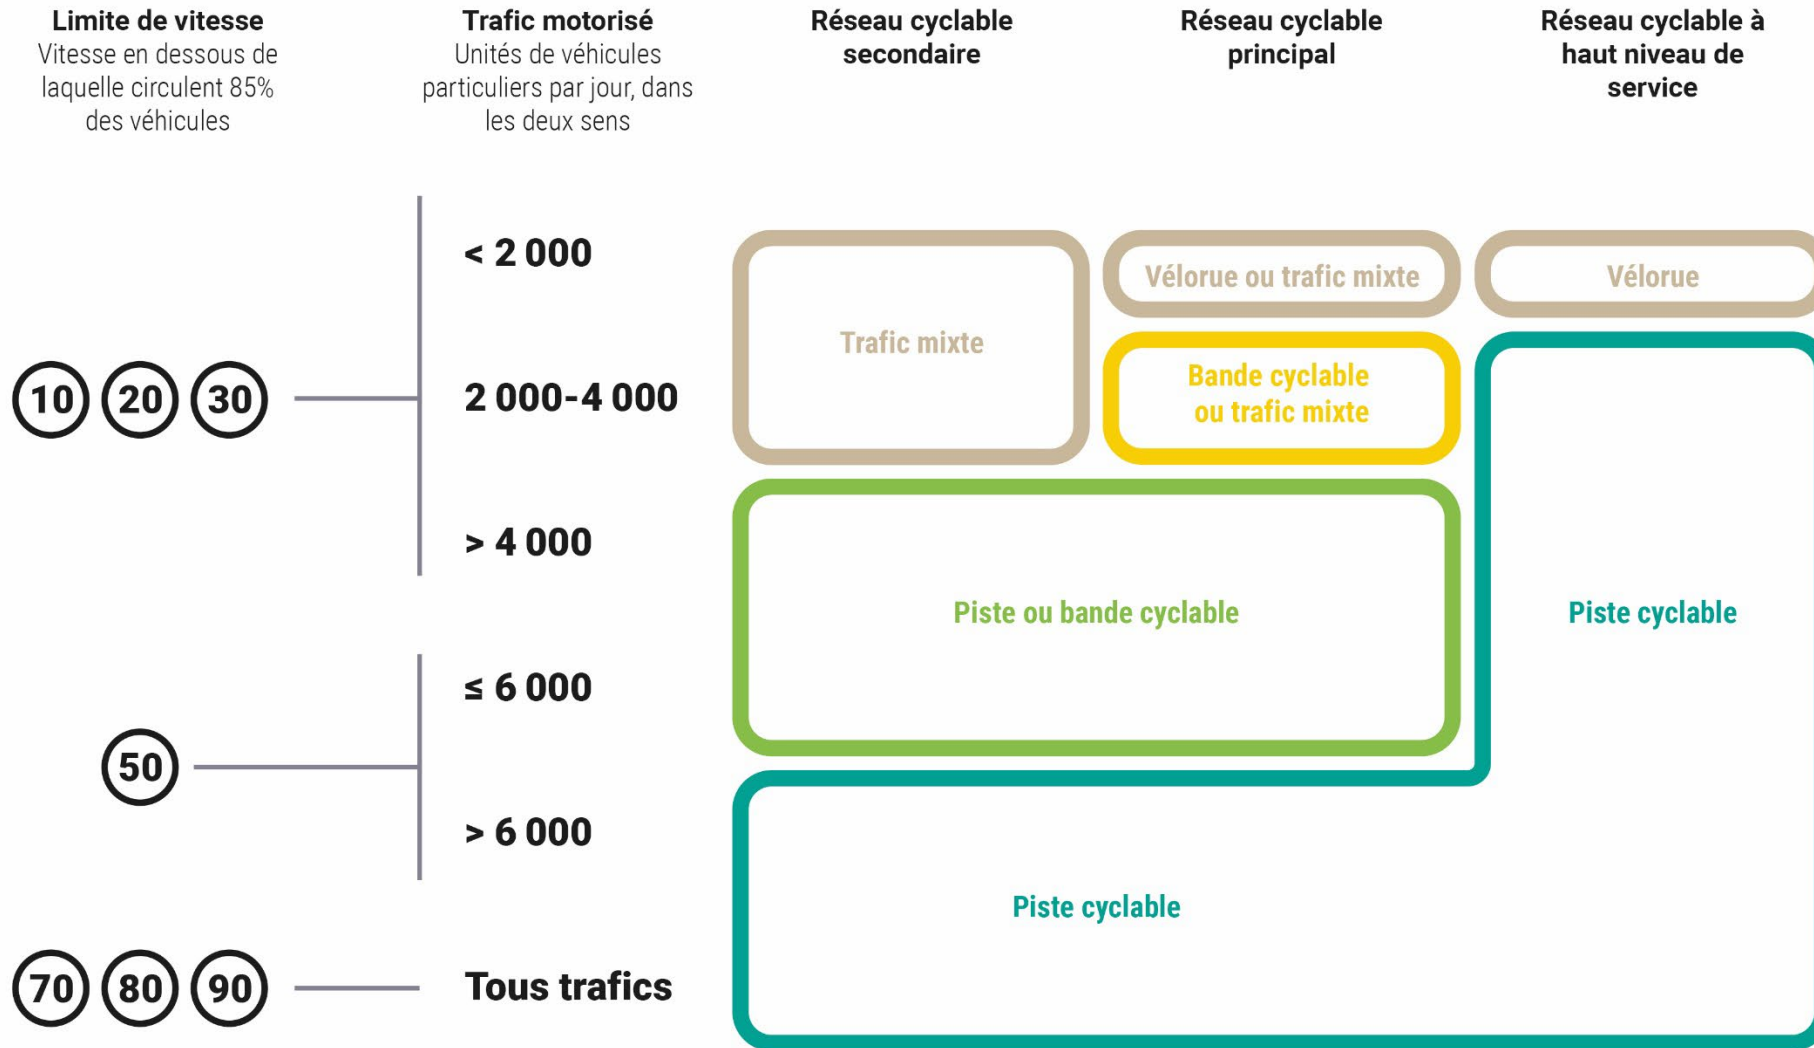 Limite de vitesse
Vitesse en dessous de
laquelle circulent 85%
des véhicules
Trafic motorisé
Unités de véhicules
particuliers par jour, dans
les deux sens
Réseau cyclable
secondaire
Réseau cyclable
principal
Réseau cyclable à
haut niveau de
service
10 20 30
< 2 000
2 000-4 000
> 4 000
50
≤ 6 000
> 6 000
70 80 90
Tous trafics
Trafic mixte
Vélorue ou trafic mixte
Vélorue
Bande cyclable
ou trafic mixte
Piste ou bande cyclable
Piste cyclable
Piste cyclable